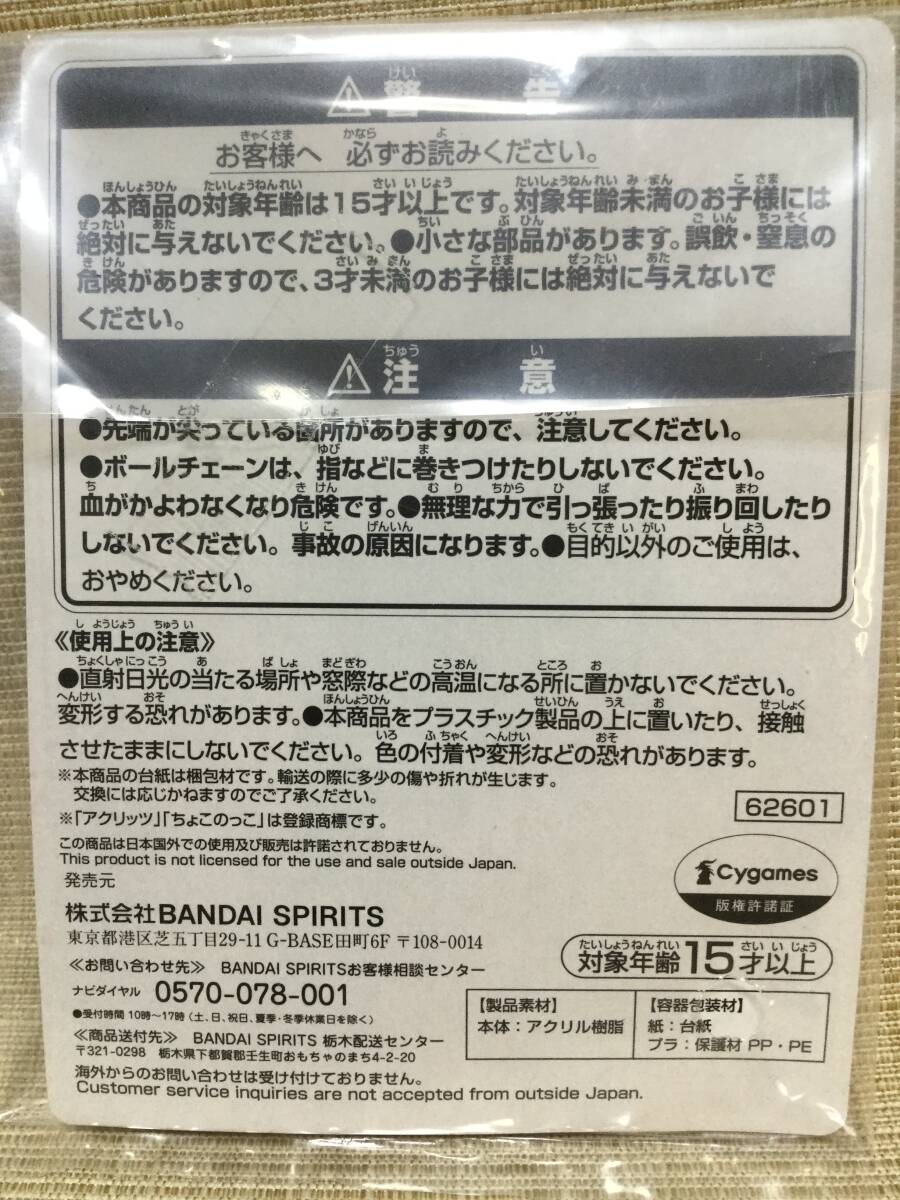 ⚠警告
お客様へ 必ずお読みください。
●本商品の対象年齢は15才以上です。対象年齢未満のお子様には
絶対に与えないでください。●小さな部品があります。誤飲・窒息の
危険がありますので、3才未満のお子様には絶対に与えないで
ください。
⚠注意
●先端が尖っている箇所がありますので、注意してください。
●ボールチェーンは、指などに巻きつけたりしないでください。
血がかよわなくなり危険です。●無理な力で引っ張ったり振り回したり
しないでください。事故の原因になります。●目的以外のご使用は、
おやめください。
《使用上の注意》
●直射日光の当たる場所や窓際などの高温になる所に置かないでください。
変形する恐れがあります。●本商品をプラスチック製品の上に置いたり、接触
させたままにしないでください。色の付着や変形などの恐れがあります。
※本商品の台紙は梱包材です。輸送の際に多少の傷や折れが生じます。
交換には応じかねますのでご了承ください。
※「アクリッツ」「ちょこのっこ」は登録商標です。
62601
この商品は日本国外での使用及び販売は許諾されておりません。
This product is not licensed for the use and sale outside Japan.
Cygames
版権許諾証
発売元
株式会社BANDAI SPIRITS
東京都港区芝五丁目29-11 G-BASE田町6F 〒108-0014
対象年齢15才以上
≪お問い合わせ先≫ BANDAI SPIRITSお客様相談センター
ナビダイヤル 0570-078-001
●受付時間 10時〜17時（土、日、祝日、夏季・冬季休業日を除く）
≪商品送付先≫ BANDAI SPIRITS 栃木配送センター
〒321-0298 栃木県下都賀郡壬生町おもちゃのまち4-2-20
【製品素材】
本体：アクリル樹脂
【容器包装材】
紙：台紙
プラ：保護材 PP・PE
海外からのお問い合わせは受け付けておりません。
Customer service inquiries are not accepted from outside Japan.